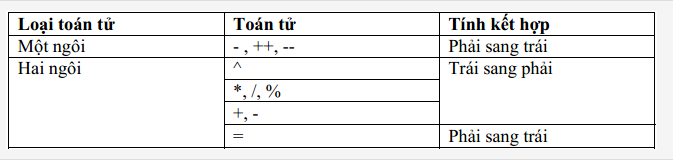 Loại toán tử Toán tử Tính kết hợp
Một ngôi - , ++, -- Phải sang trái
Hai ngôi ^ Trái sang phải
*, /, %
+, -
= Phải sang trái